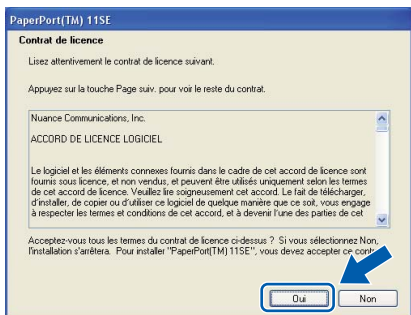 PaperPort(TM) 11SE
Contrat de licence
Lisez attentivement le contrat de licence suivant.
Appuyez sur la touche Page suiv. pour voir le reste du contrat.
Nuance Communications, Inc.
ACCORD DE LICENCE LOGICIEL
Le logiciel et les éléments connexes fournis dans le cadre de cet accord de licence sont
fournis sous licence, et non vendus, et peuvent être utilisés uniquement selon les termes
de cet accord de licence. Veuillez lire soigneusement cet accord. Le fait de télécharger,
d'installer, de copier ou d'utiliser ce logiciel de quelque manière que ce soit, vous engage
à respecter les termes et conditions de cet accord, et à devenir l'une des parties de cet
Acceptez-vous tous les termes du contrat de licence ci-dessus ? Si vous sélectionnez Non,
l'installation s'arrêtera. Pour installer "PaperPort(TM) 11SE", vous devez accepter ce
Oui
Non